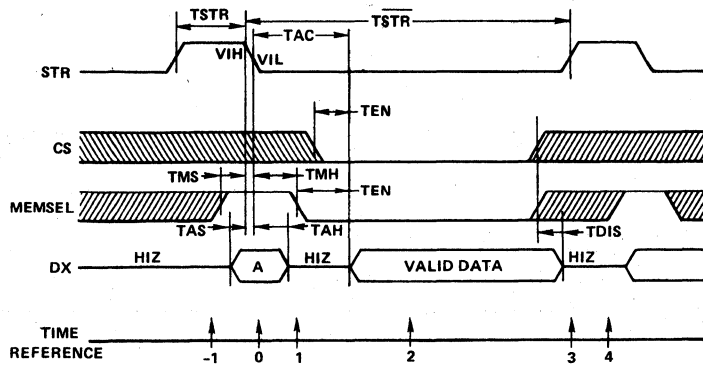 TSTR
TSTR
TAC
VIH
VIL
STR
TEN
CS
TMS
TMH
TEN
MEMSEL
TAS
TAH
TDIS
HIZ
HIZ
HIZ
DX
A
VALID DATA
TIME
REFERENCE
-1
0
1
2
3
4